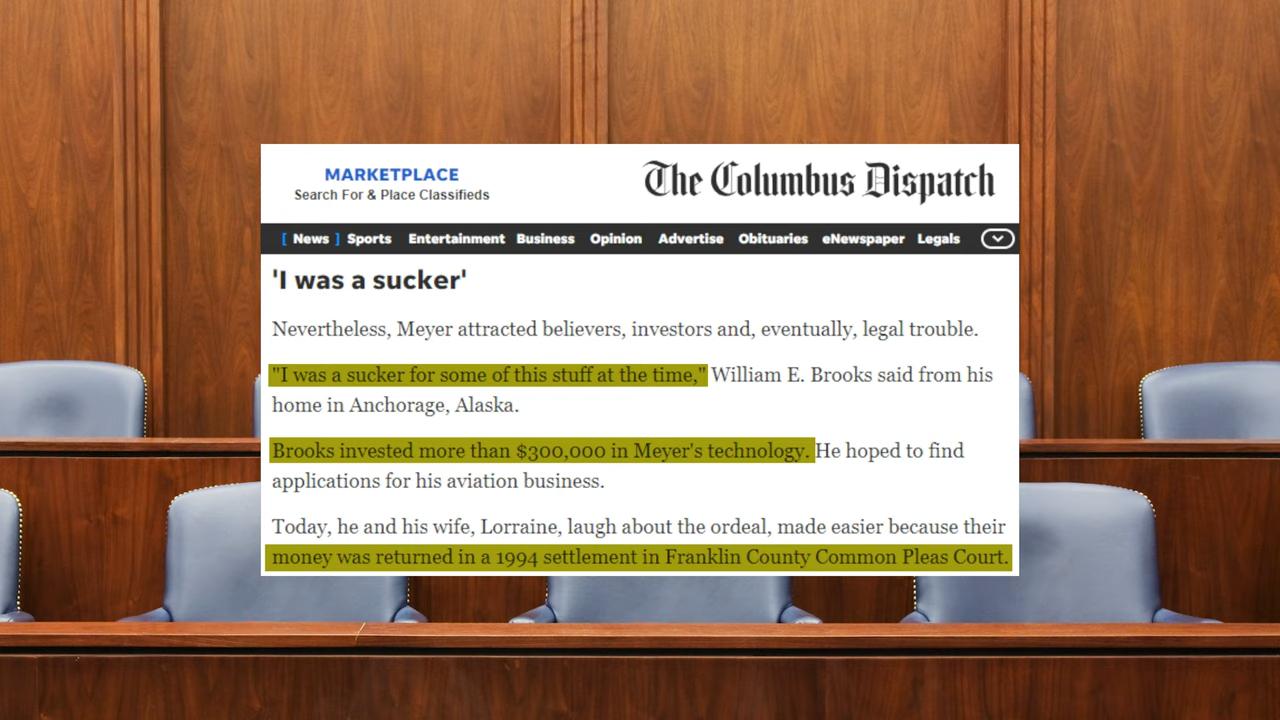 MARKETPLACE
Search For & Place Classifieds
The Columbus Dispatch
[ News ] Sports Entertainment Business Opinion Advertise Obituaries eNewspaper Legals
'I was a sucker'
Nevertheless, Meyer attracted believers, investors and, eventually, legal trouble.
"I was a sucker for some of this stuff at the time," William E. Brooks said from his
home in Anchorage, Alaska.
Brooks invested more than $300,000 in Meyer's technology. He hoped to find
applications for his aviation business.
Today, he and his wife, Lorraine, laugh about the ordeal, made easier because their
money was returned in a 1994 settlement in Franklin County Common Pleas Court.